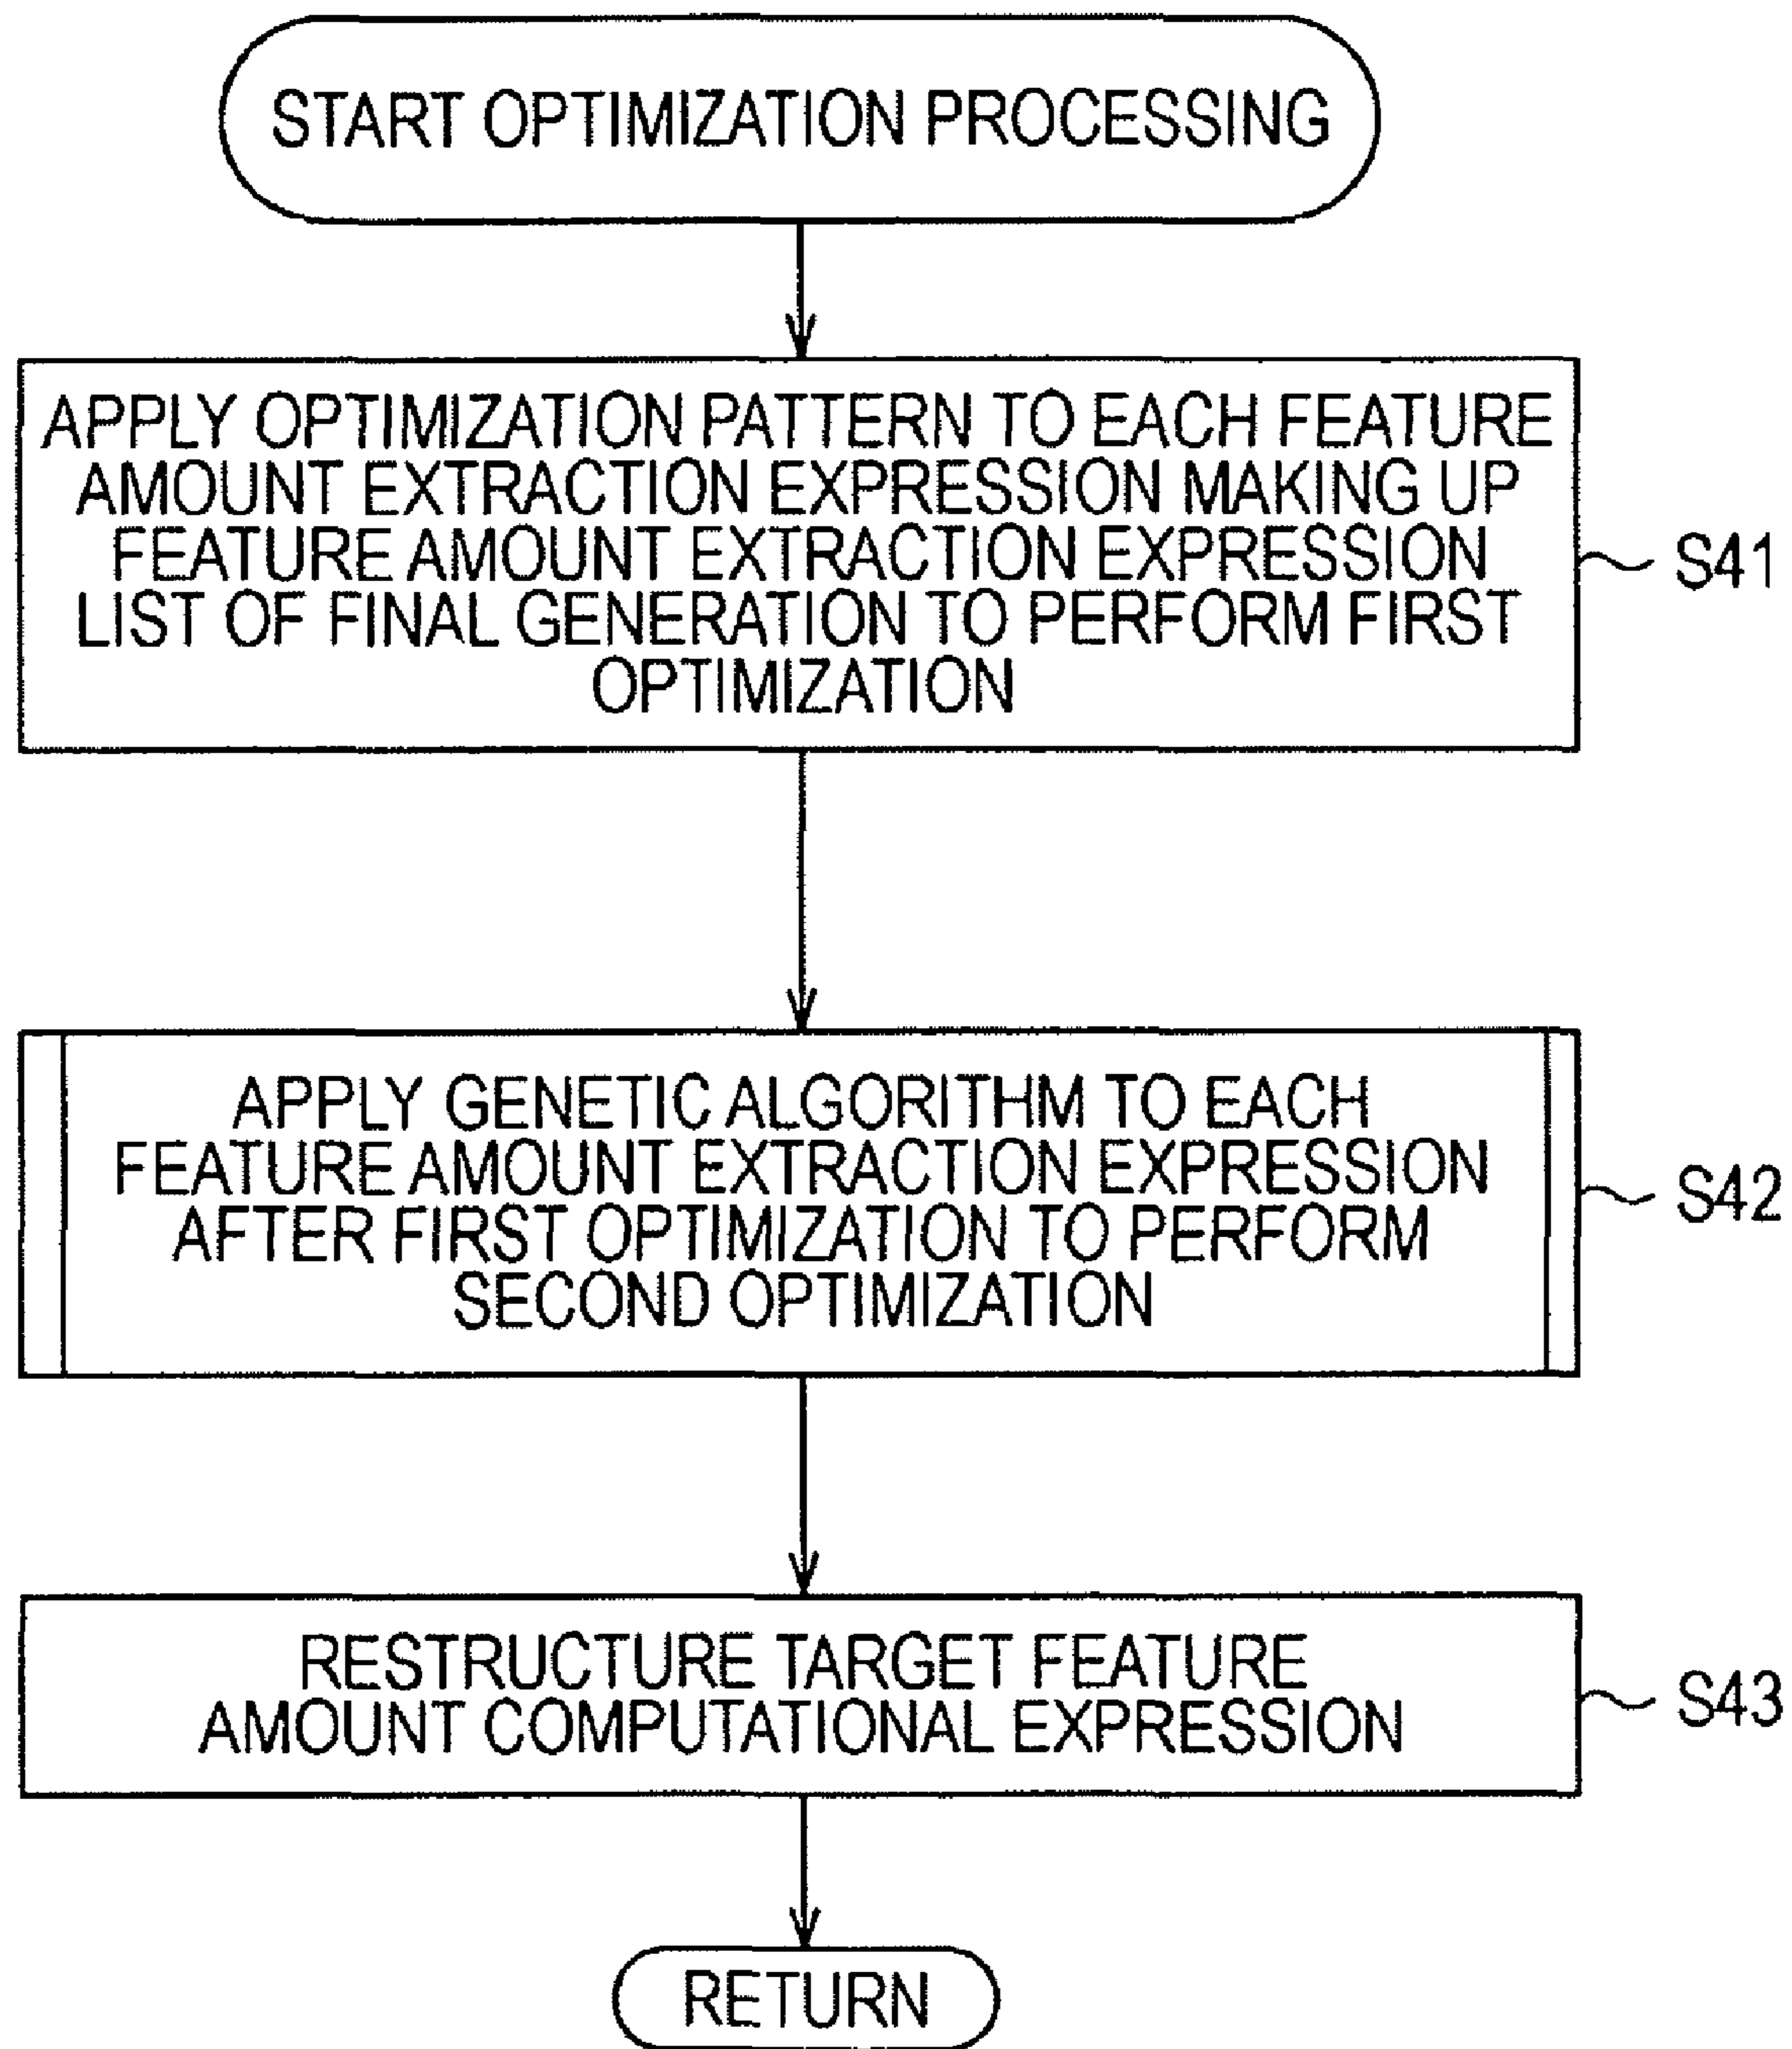 START OPTIMIZATION PROCESSING
APPLY OPTIMIZATION PATTERN TO EACH FEATURE
AMOUNT EXTRACTION EXPRESSION MAKING UP
FEATURE AMOUNT EXTRACTION EXPRESSION
LIST OF FINAL GENERATION TO PERFORM FIRST
OPTIMIZATION
S41
APPLY GENETIC ALGORITHM TO EACH
FEATURE AMOUNT EXTRACTION EXPRESSION
AFTER FIRST OPTIMIZATION TO PERFORM
SECOND OPTIMIZATION
S42
RESTRUCTURE TARGET FEATURE
AMOUNT COMPUTATIONAL EXPRESSION
S43
RETURN